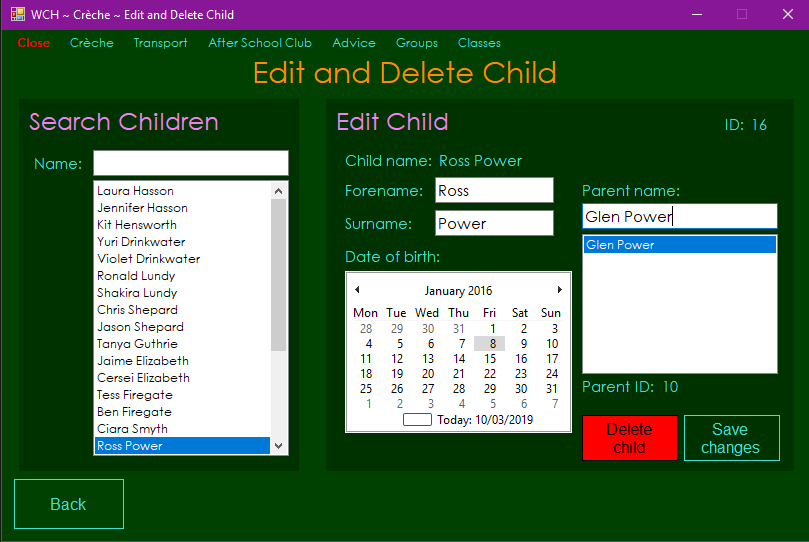 WCH ~ Crèche ~ Edit and Delete Child
Close Crèche Transport After School Club Advice Groups Classes
Edit and Delete Child
Search Children
Name:
Laura Hasson
Jennifer Hasson
Kit Hensworth
Yuri Drinkwater
Violet Drinkwater
Ronald Lundy
Shakira Lundy
Chris Shepard
Jason Shepard
Tanya Guthrie
Jaime Elizabeth
Cersei Elizabeth
Tess Firegate
Ben Firegate
Ciara Smyth
Ross Power
Edit Child
ID: 16
Child name: Ross Power
Forename: Ross
Surname: Power
Date of birth:
January 2016
Mon Tue Wed Thu Fri Sat Sun
28 29 30 31 1 2 3
4 5 6 7 8 9 10
11 12 13 14 15 16 17
18 19 20 21 22 23 24
25 26 27 28 29 30 31
1 2 3 4 5 6 7
Today: 10/03/2019
Parent name:
Glen Power
Glen Power
Parent ID: 10
Delete
child
Save
changes
Back